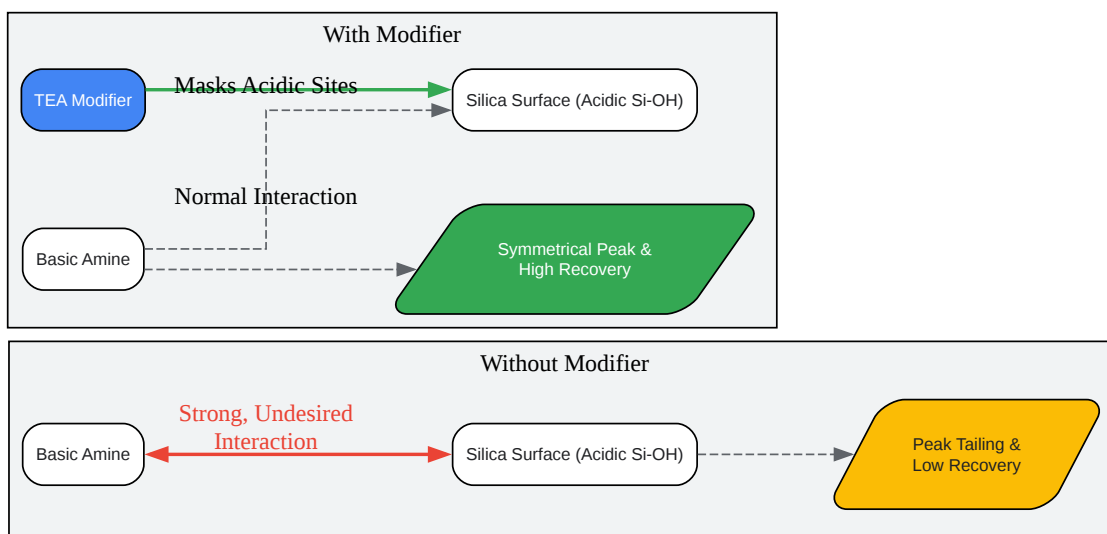 With Modifier
TEA Modifier
Masks Acidic Sites
Silica Surface (Acidic Si-OH)
Normal Interaction
Basic Amine
Symmetrical Peak &
High Recovery
Without Modifier
Basic Amine
Strong, Undesired
Interaction
Silica Surface (Acidic Si-OH)
Peak Tailing &
Low Recovery